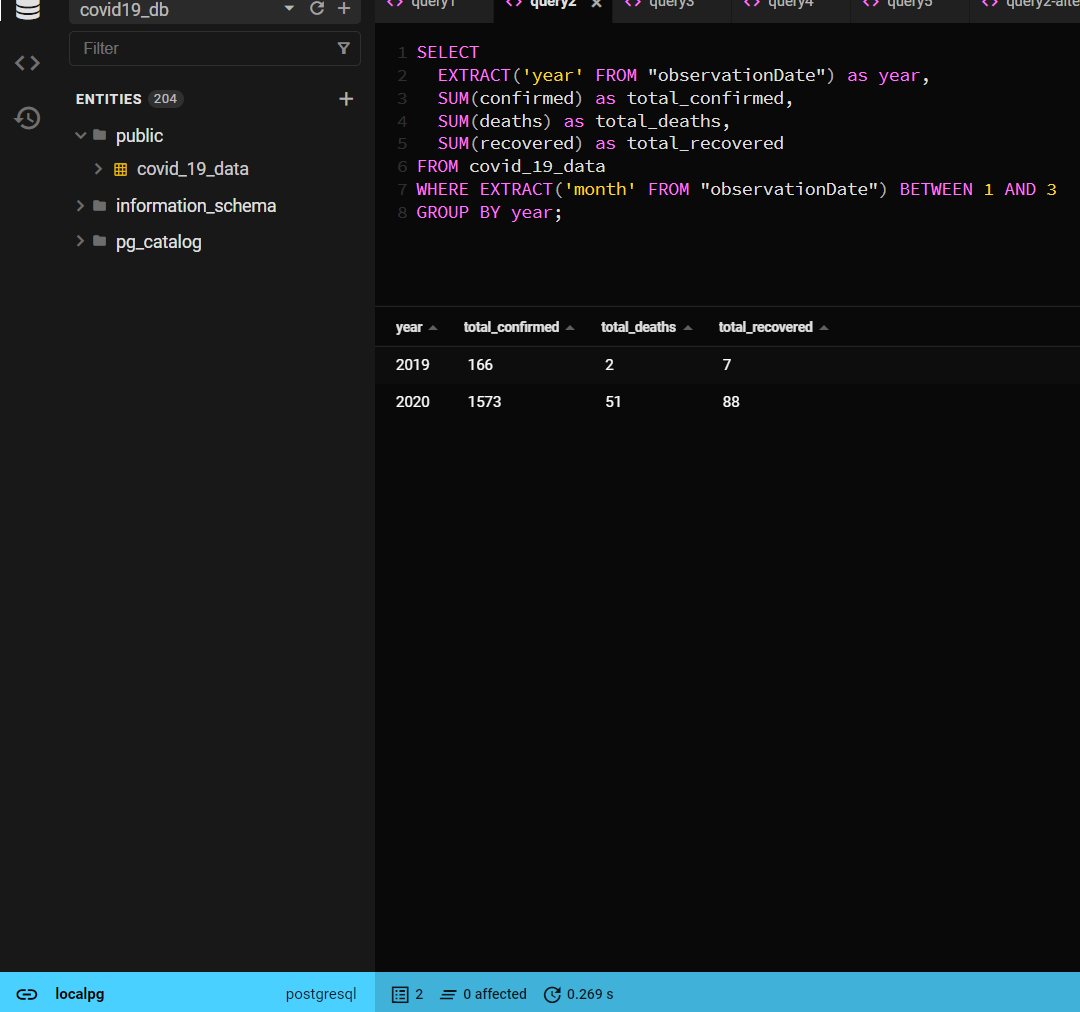 covid19_db
query1
query2
query3
query4
query5
Filter
ENTITIES 204
public
covid_19_data
information_schema
pg_catalog
1 SELECT
2 EXTRACT('year' FROM "observationDate") as year,
3 SUM(confirmed) as total_confirmed,
4 SUM(deaths) as total_deaths,
5 SUM(recovered) as total_recovered
6 FROM covid_19_data
7 WHERE EXTRACT('month' FROM "observationDate") BETWEEN 1 AND 3
8 GROUP BY year;
year total_confirmed total_deaths total_recovered
2019 166 2 7
2020 1573 51 88
localpg postgresql 2 0 affected 0.269 s